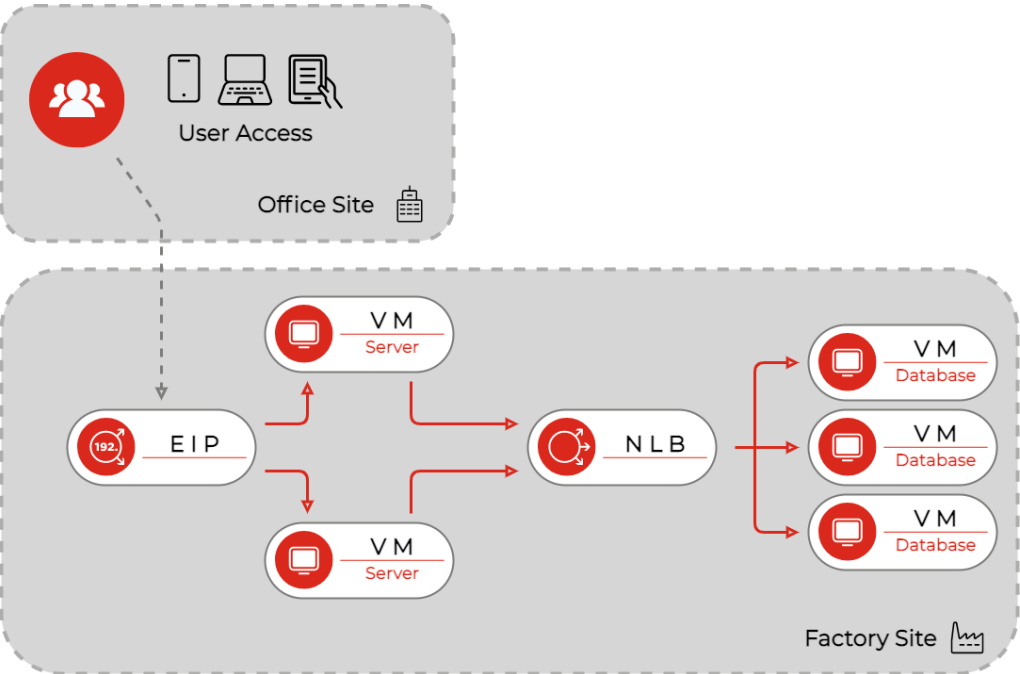 User Access
Office Site
VM
Server
192.
EIP
NLB
VM
Database
VM
Database
VM
Database
VM
Server
Factory Site